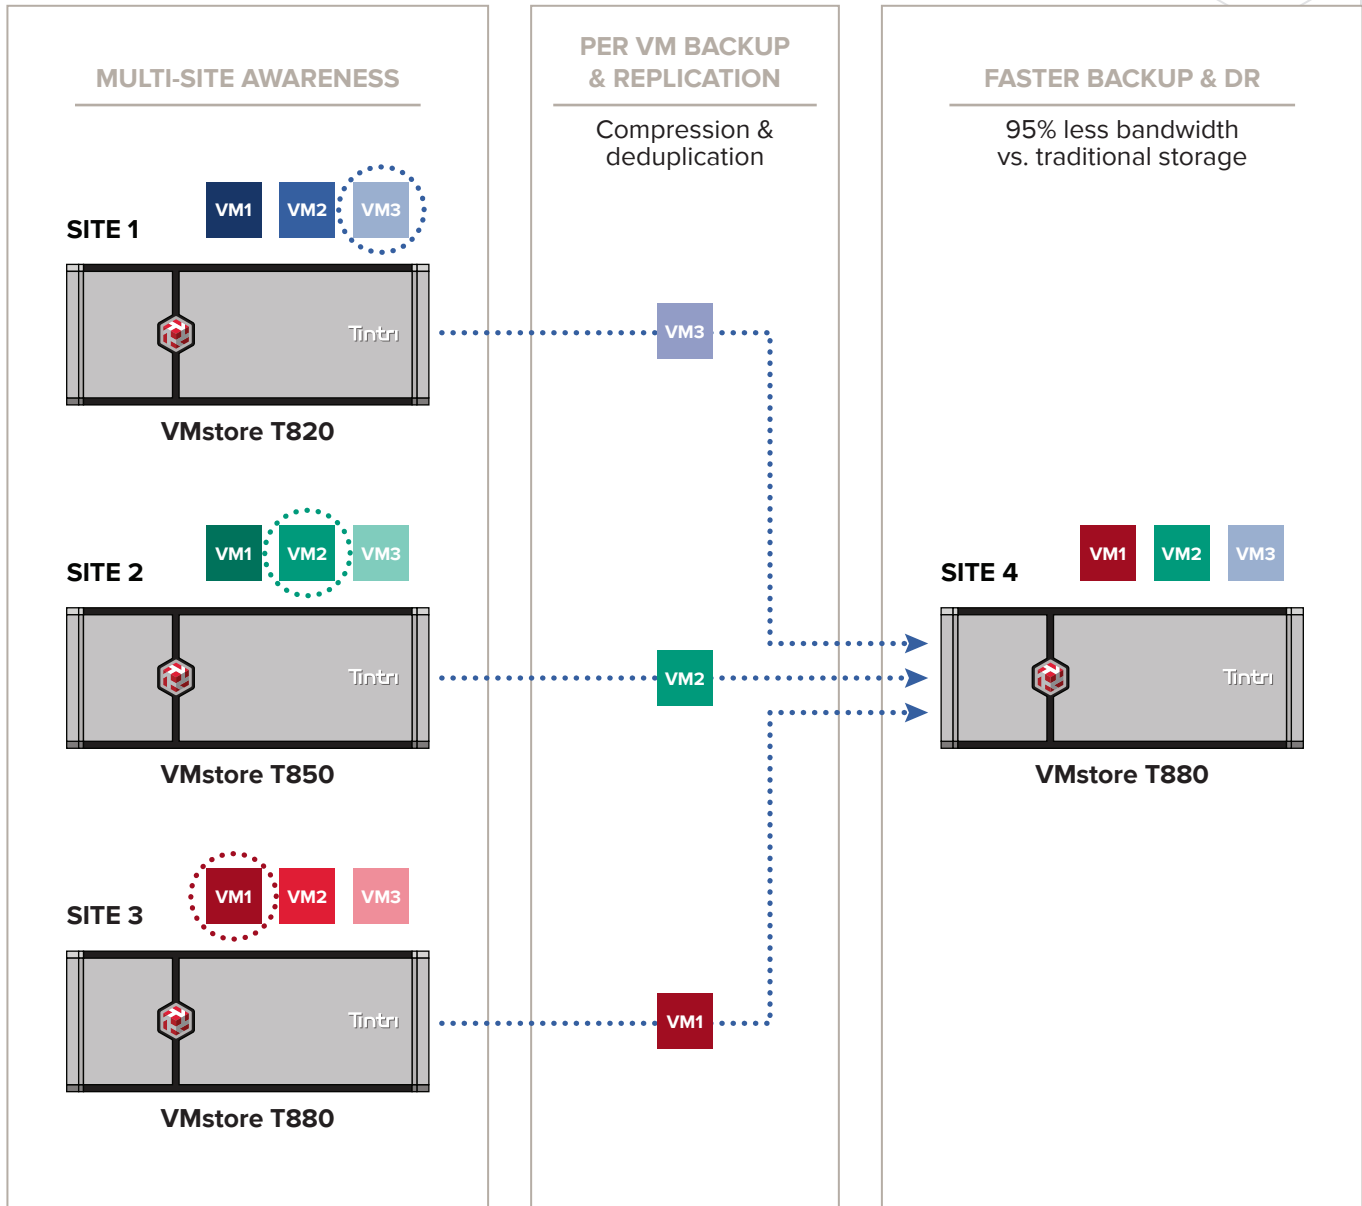 MULTI-SITE AWARENESS
VM1 VM2 VM3
SITE 1
Tintri
VMstore T820
VM1 VM2 VM3
SITE 2
Tintri
VMstore T850
VM1 VM2 VM3
SITE 3
Tintri
VMstore T880
PER VM BACKUP
& REPLICATION
Compression &
deduplication
VM3
VM2
VM1
FASTER BACKUP & DR
95% less bandwidth
vs. traditional storage
VM1 VM2 VM3
SITE 4
Tintri
VMstore T880